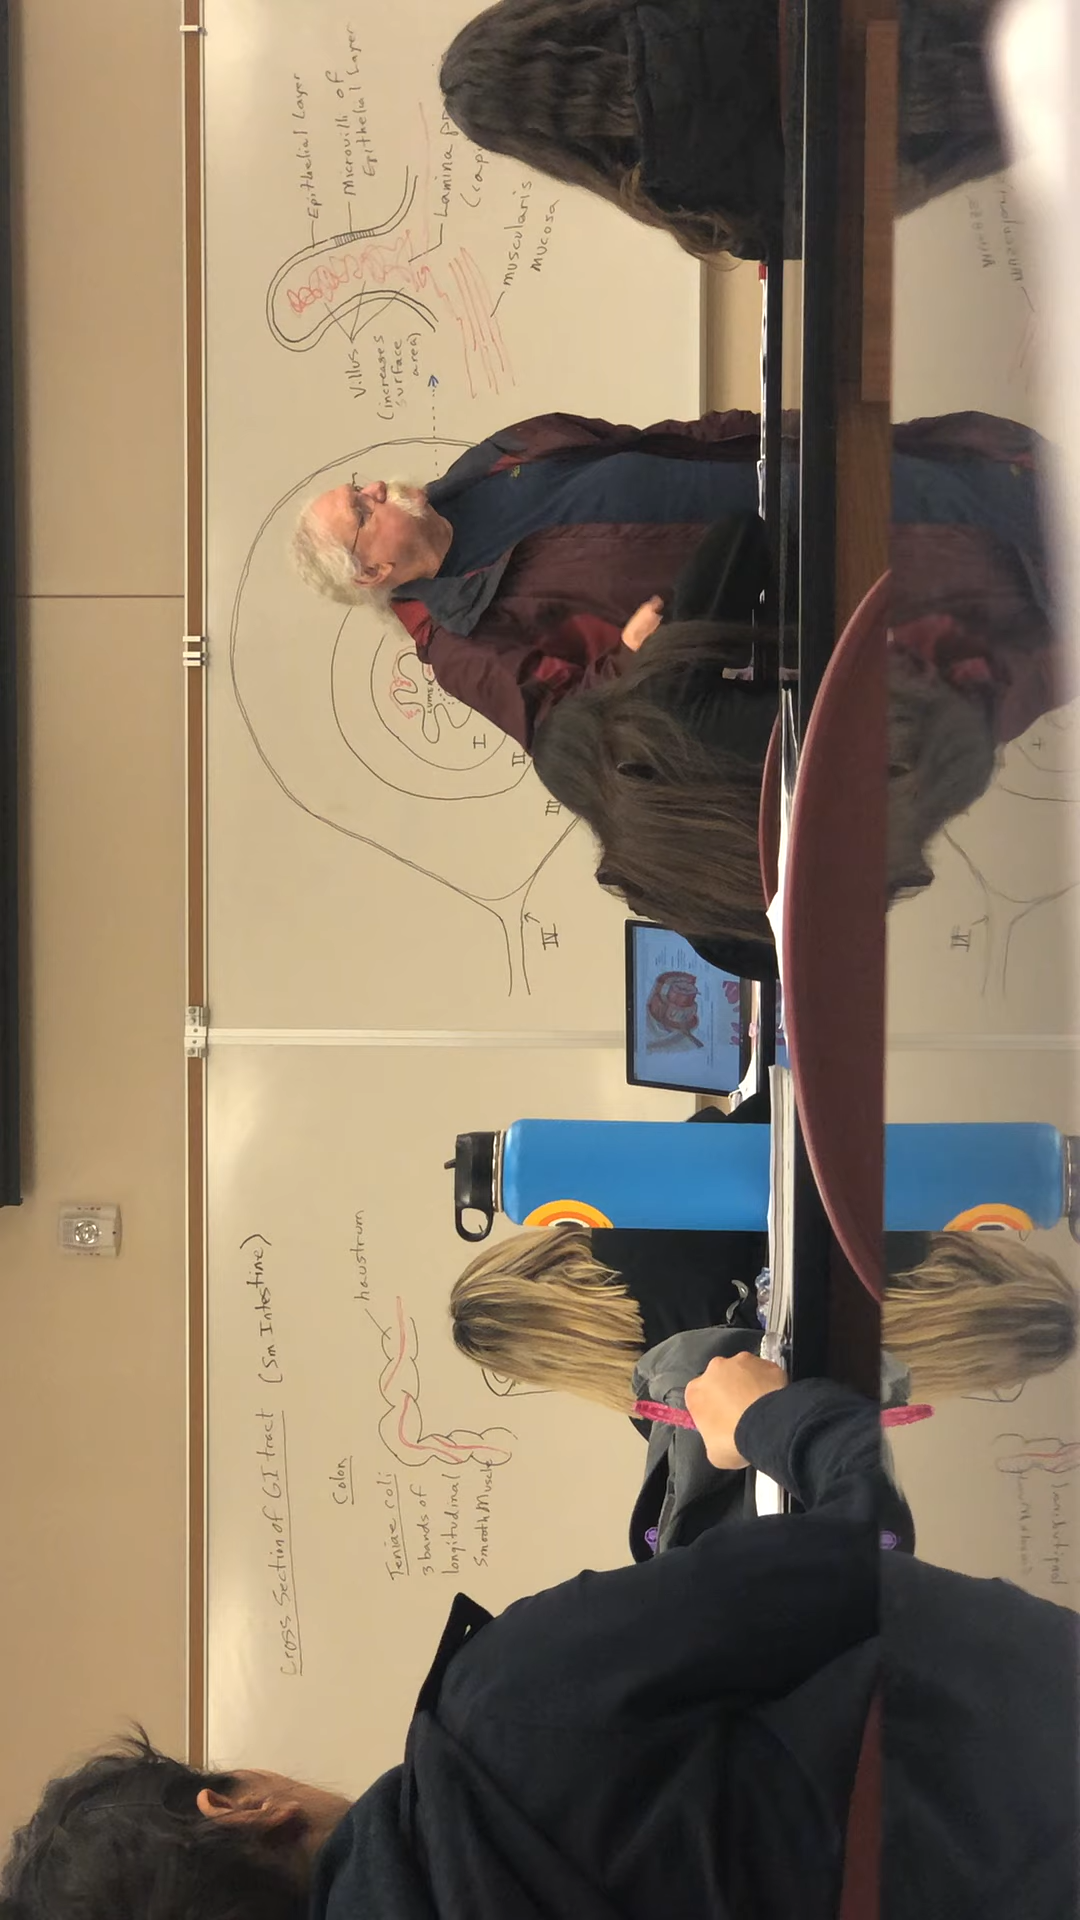 Cross Section of GI tract (Sm Intestine)
Colon
haustrum
Teniae coli
3 bands of
longitudinal
Smooth Muscle
LUMEN
I
II
III
IV
Villus
(increases
surface
area)
Epithelial Layer
Microvilli of
Epithelial Layer
Lamina
muscularis
mucosa